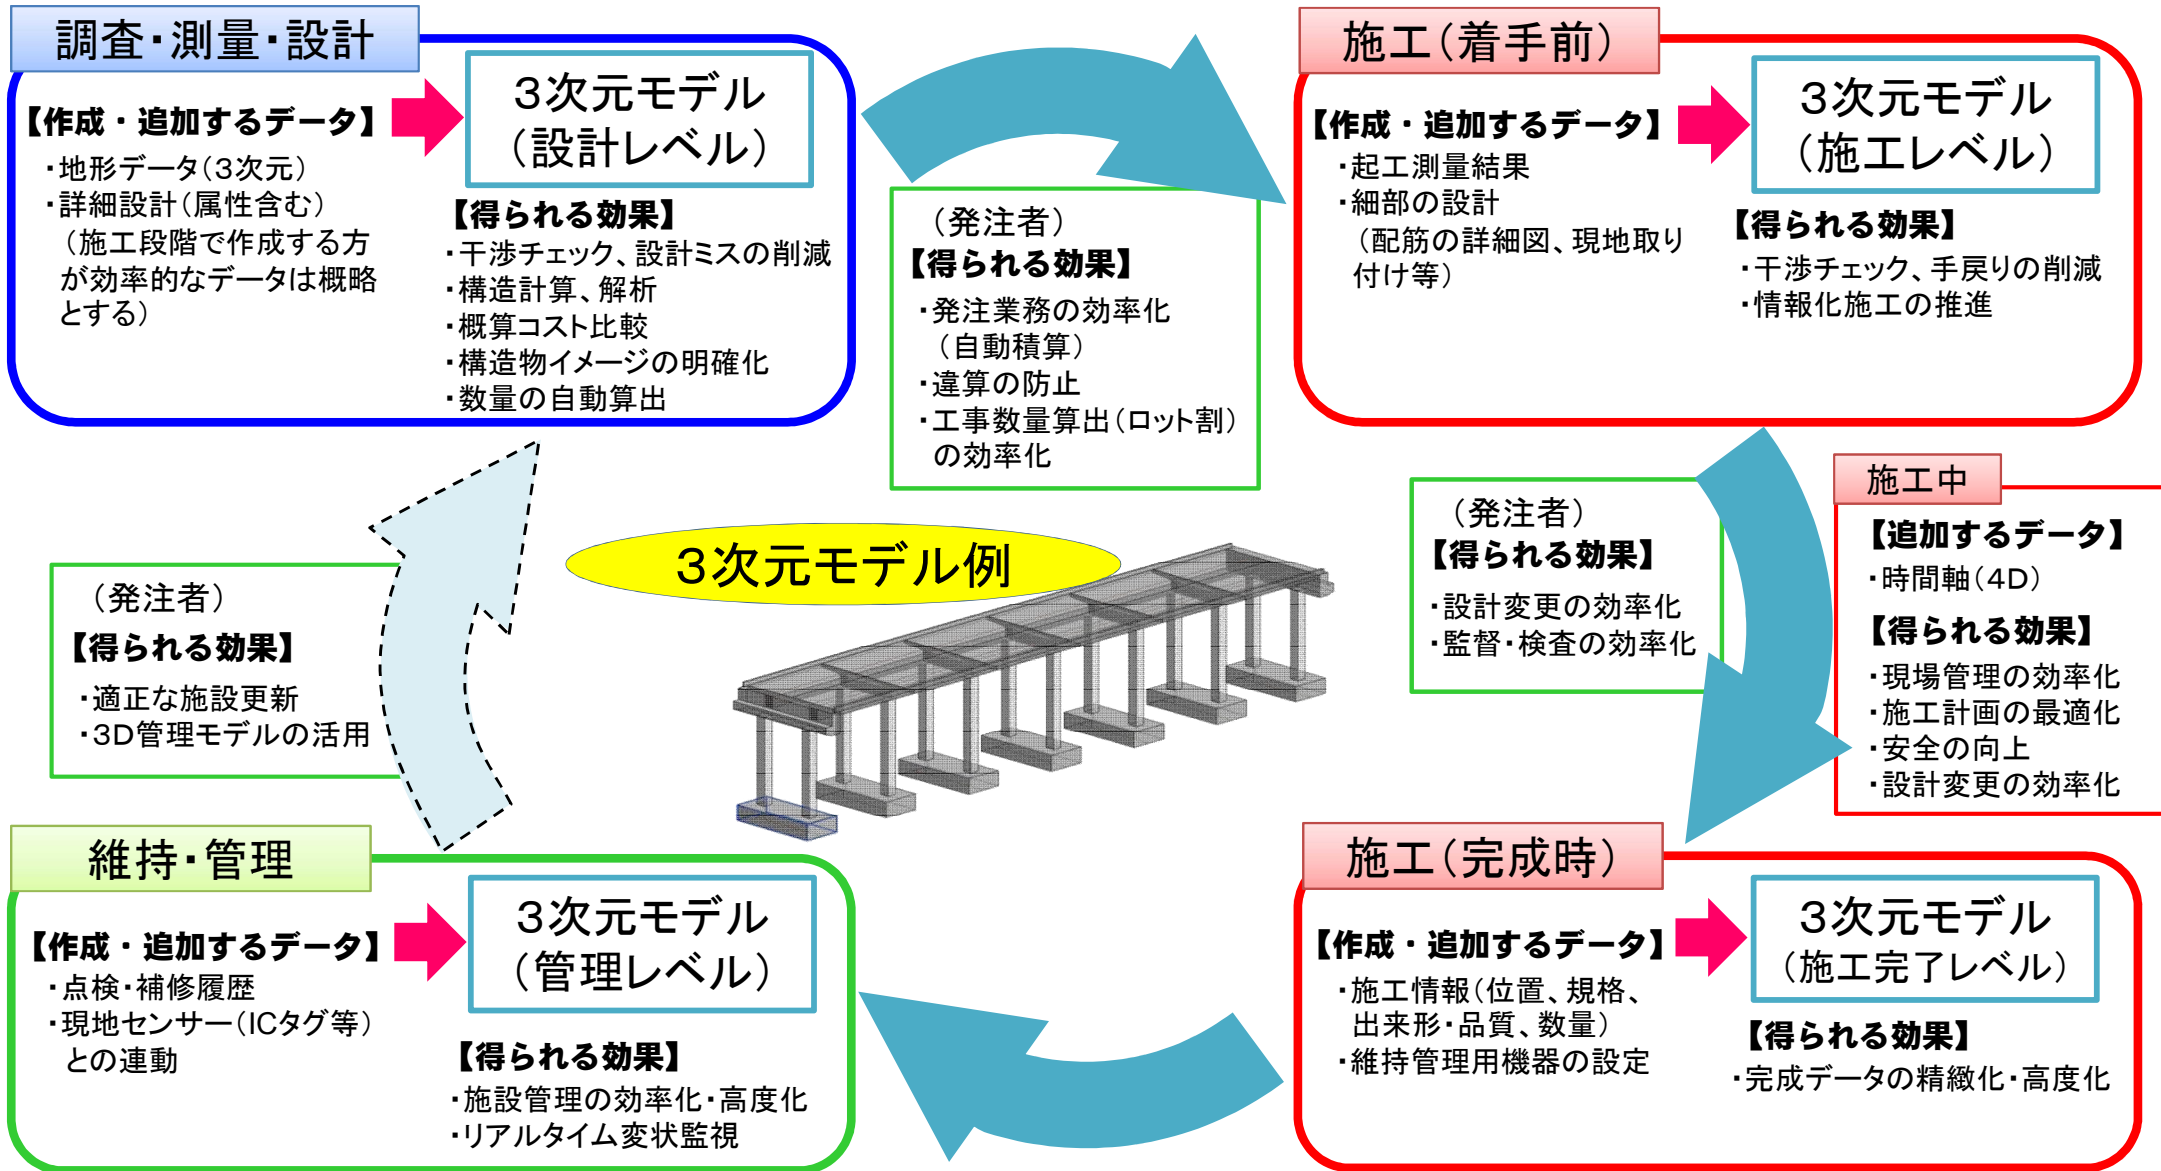 調査・測量・設計
【作成・追加するデータ】
・地形データ(3次元)
・詳細設計(属性含む)
(施工段階で作成する方
が効率的なデータは概略
とする)
3次元モデル
(設計レベル)
【得られる効果】
・干渉チェック、設計ミスの削減
・構造計算、解析
・概算コスト比較
・構造物イメージの明確化
・数量の自動算出
(発注者)
【得られる効果】
・発注業務の効率化
(自動積算)
・違算の防止
・工事数量算出(ロット割)
の効率化
施工(着手前)
【作成・追加するデータ】
・起工測量結果
・細部の設計
(配筋の詳細図、現地取り
付け等)
3次元モデル
(施工レベル)
【得られる効果】
・干渉チェック、手戻りの削減
・情報化施工の推進
(発注者)
【得られる効果】
・設計変更の効率化
・監督・検査の効率化
施工中
【追加するデータ】
・時間軸(4D)
【得られる効果】
・現場管理の効率化
・施工計画の最適化
・安全の向上
・設計変更の効率化
3次元モデル例
(発注者)
【得られる効果】
・適正な施設更新
・3D管理モデルの活用
維持・管理
【作成・追加するデータ】
・点検・補修履歴
・現地センサー(ICタグ等)
との連動
3次元モデル
(管理レベル)
【得られる効果】
・施設管理の効率化・高度化
・リアルタイム変状監視
施工(完成時)
【作成・追加するデータ】
・施工情報(位置、規格、
出来形・品質、数量)
・維持管理用機器の設定
3次元モデル
(施工完了レベル)
【得られる効果】
・完成データの精緻化・高度化